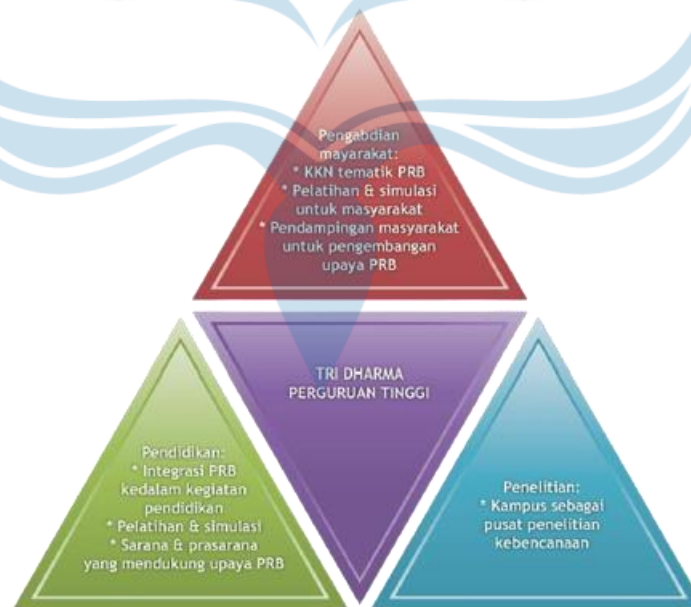 Pengabdian
mayarakat:
* KKN tematik PRB
* Pelatihan & simulasi
untuk masyarakat
* Pendampingan masyarakat
untuk pengembangan
upaya PRB
TRI DHARMA
PERGURUAN TINGGI
Pendidikan:
* Integrasi PRB
kedalam kegiatan
pendidikan
* Pelatihan & simulasi
* Sarana & prasarana
yang mendukung upaya PRB
Penelitian:
* Kampus sebagai
pusat penelitian
kebencanaan